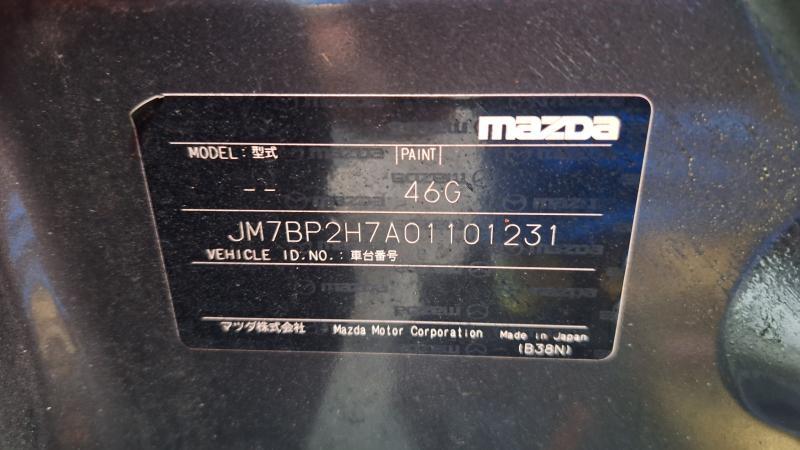 mazda
MODEL: 型式 |PAINT|
-- 46G
JM7BP2H7A01101231
VEHICLE ID.NO.: 車台番号
マツダ株式会社 Mazda Motor Corporation Made in Japan
(B38N)